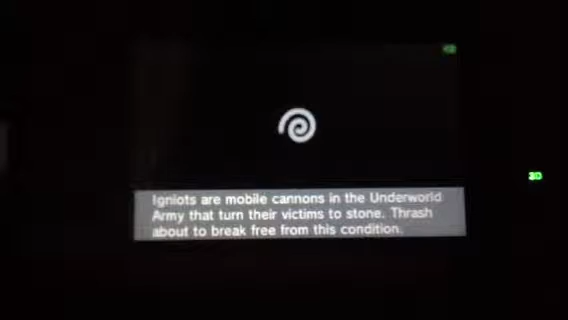 Igniots are mobile cannons in the Underworld
Army that turn their victims to stone. Thrash
about to break free from this condition.
3D